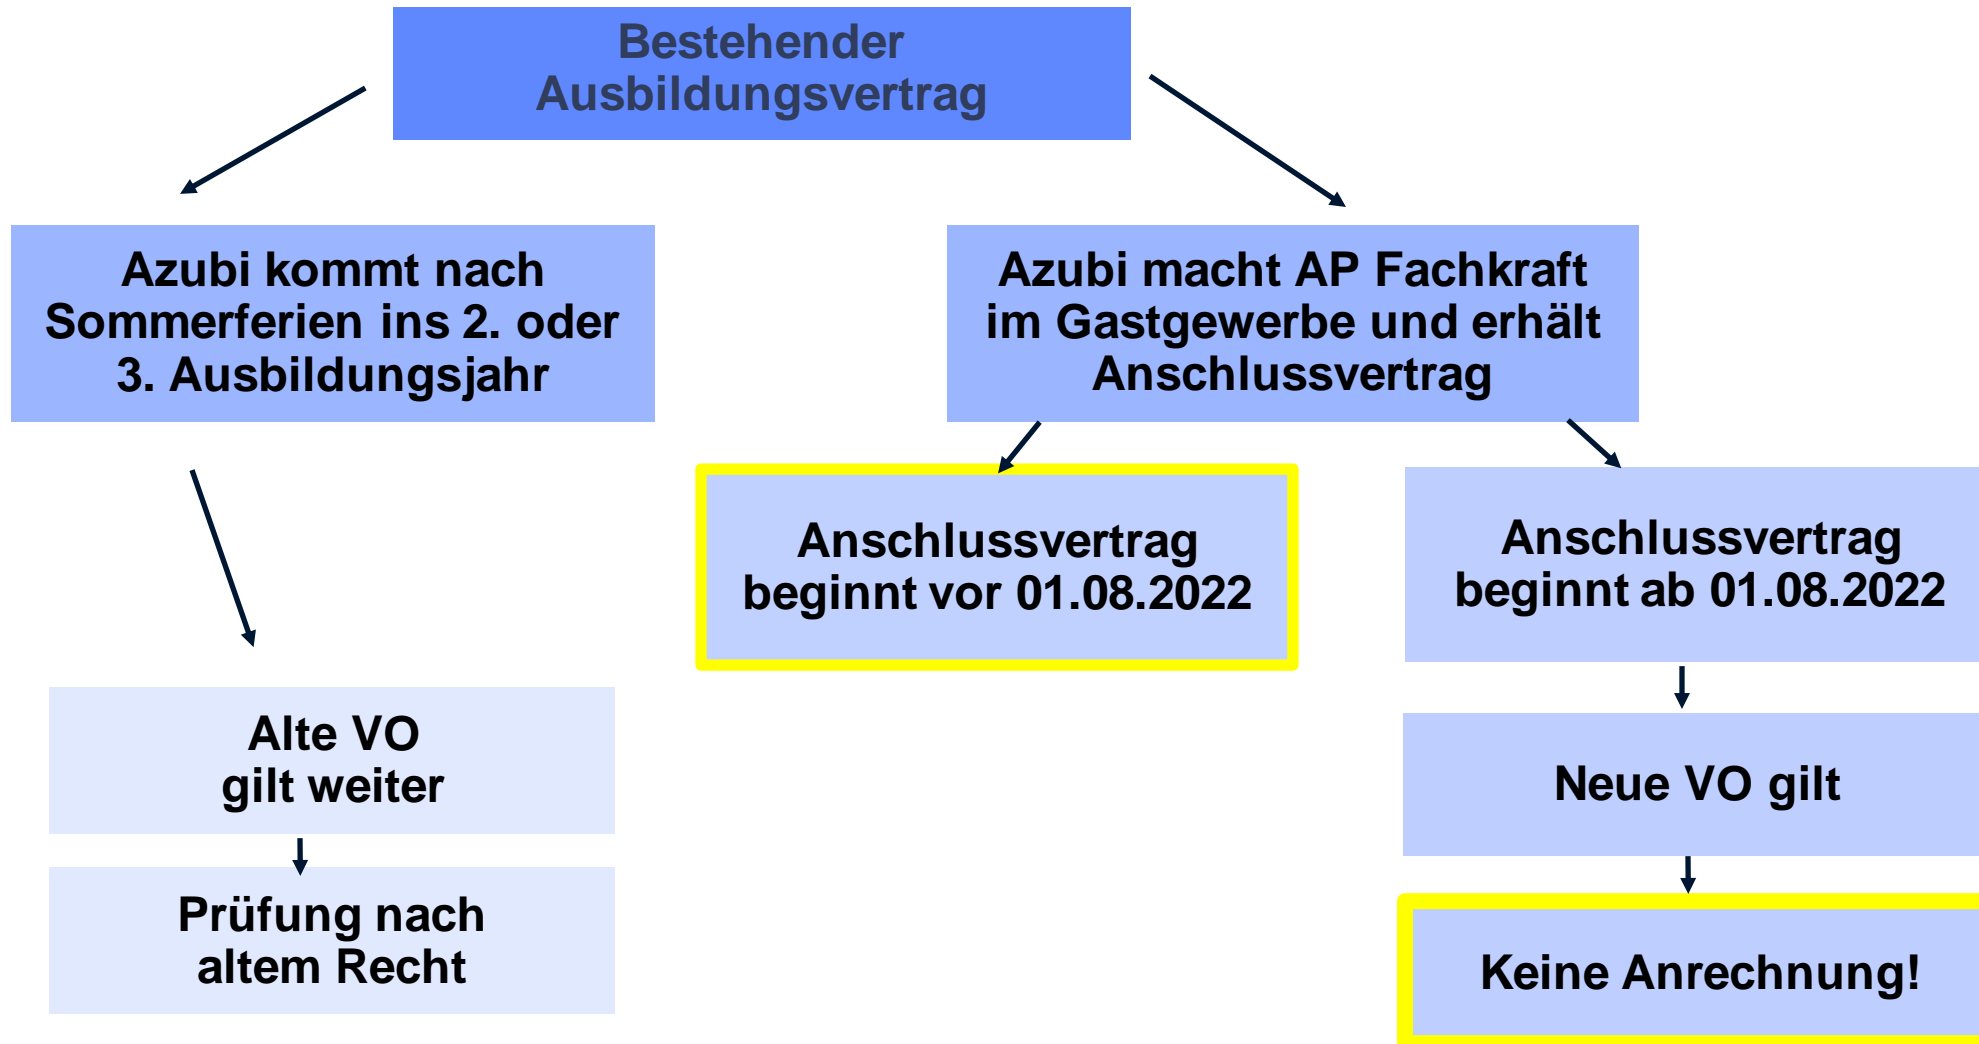 Bestehender
Ausbildungsvertrag
Azubi kommt nach
Sommerferien ins 2. oder
3. Ausbildungsjahr
Azubi macht AP Fachkraft
im Gastgewerbe und erhält
Anschlussvertrag
Anschlussvertrag
beginnt vor 01.08.2022
Anschlussvertrag
beginnt ab 01.08.2022
Alte VO
gilt weiter
Neue VO gilt
Prüfung nach
altem Recht
Keine Anrechnung!